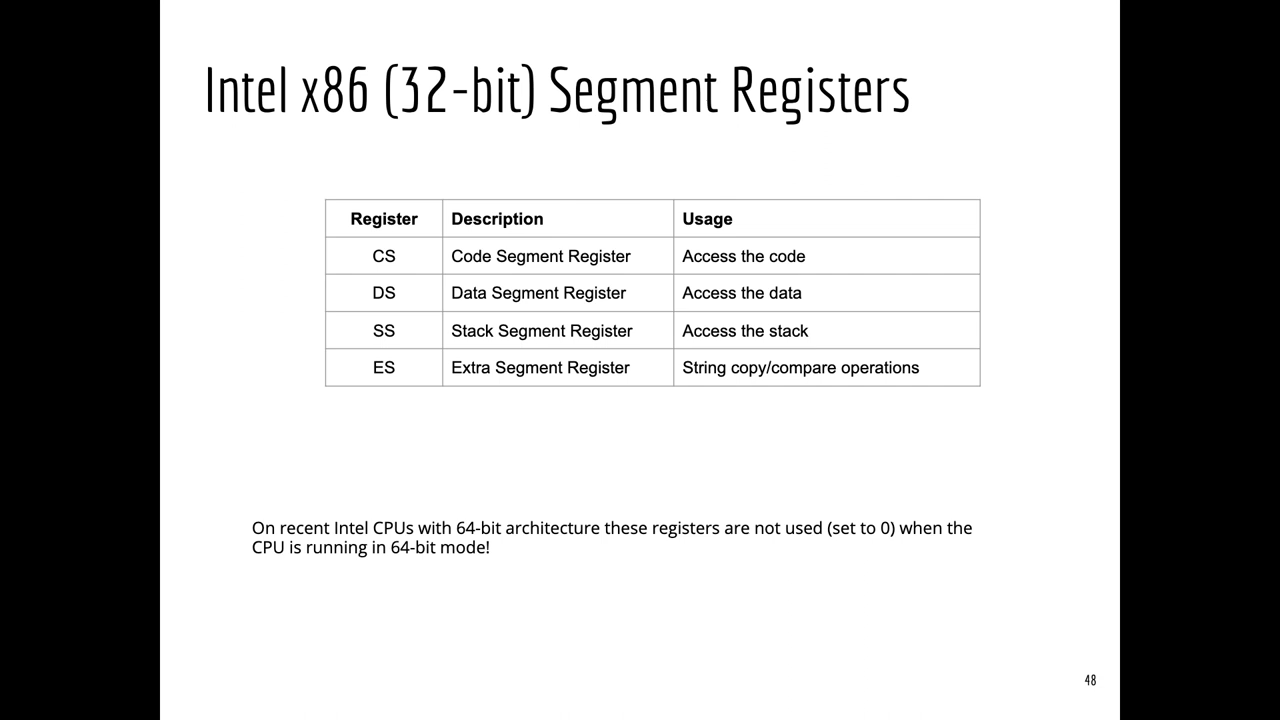 Intel x86 (32-bit) Segment Registers
Register Description Usage
CS Code Segment Register Access the code
DS Data Segment Register Access the data
SS Stack Segment Register Access the stack
ES Extra Segment Register String copy/compare operations
On recent Intel CPUs with 64-bit architecture these registers are not used (set to 0) when the
CPU is running in 64-bit mode!
48